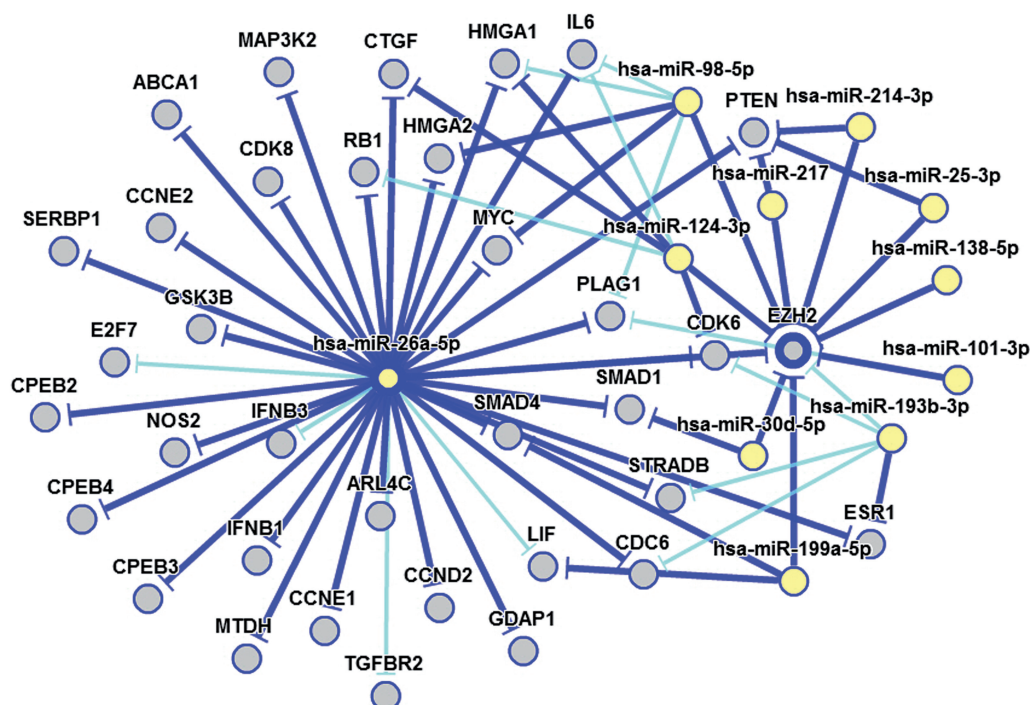 IL6
HMGA1
CTGF
MAP3K2
hsa-miR-98-5p
ABCA1
PTEN
hsa-miR-214-3p
HMGA2
RB1
CDK8
hsa-miR-217
hsa-miR-25-3p
CCNE2
SERBP1
MYC
hsa-miR-124-3p
hsa-miR-138-5p
PLAG1
GSK3B
EZH2
CDK6
E2F7
hsa-miR-26a-5p
hsa-miR-101-3p
SMAD1
CPEB2
IFNB3
NOS2
SMAD4
hsa-miR-193b-3p
hsa-miR-30d-5p
STRADB
CPEB4
ARL4C
ESR1
IFNB1
LIF
CDC6
hsa-miR-199a-5p
CPEB3
CCND2
CCNE1
GDAP1
MTDH
TGFBR2